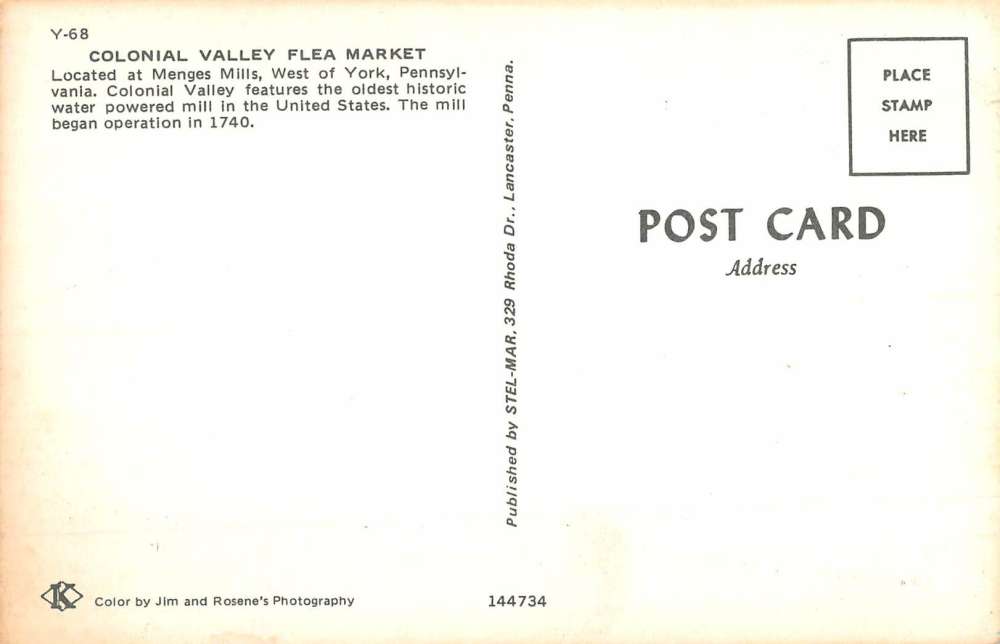 Y-68
COLONIAL VALLEY FLEA MARKET
Located at Menges Mills, West of York, Pennsyl-
vania. Colonial Valley features the oldest historic
water powered mill in the United States. The mill
began operation in 1740.
Published by STEL-MAR, 329 Rhoda Dr., Lancaster, Penna.
PLACE
STAMP
HERE
POST CARD
Address
K
Color by Jim and Rosene's Photography
144734